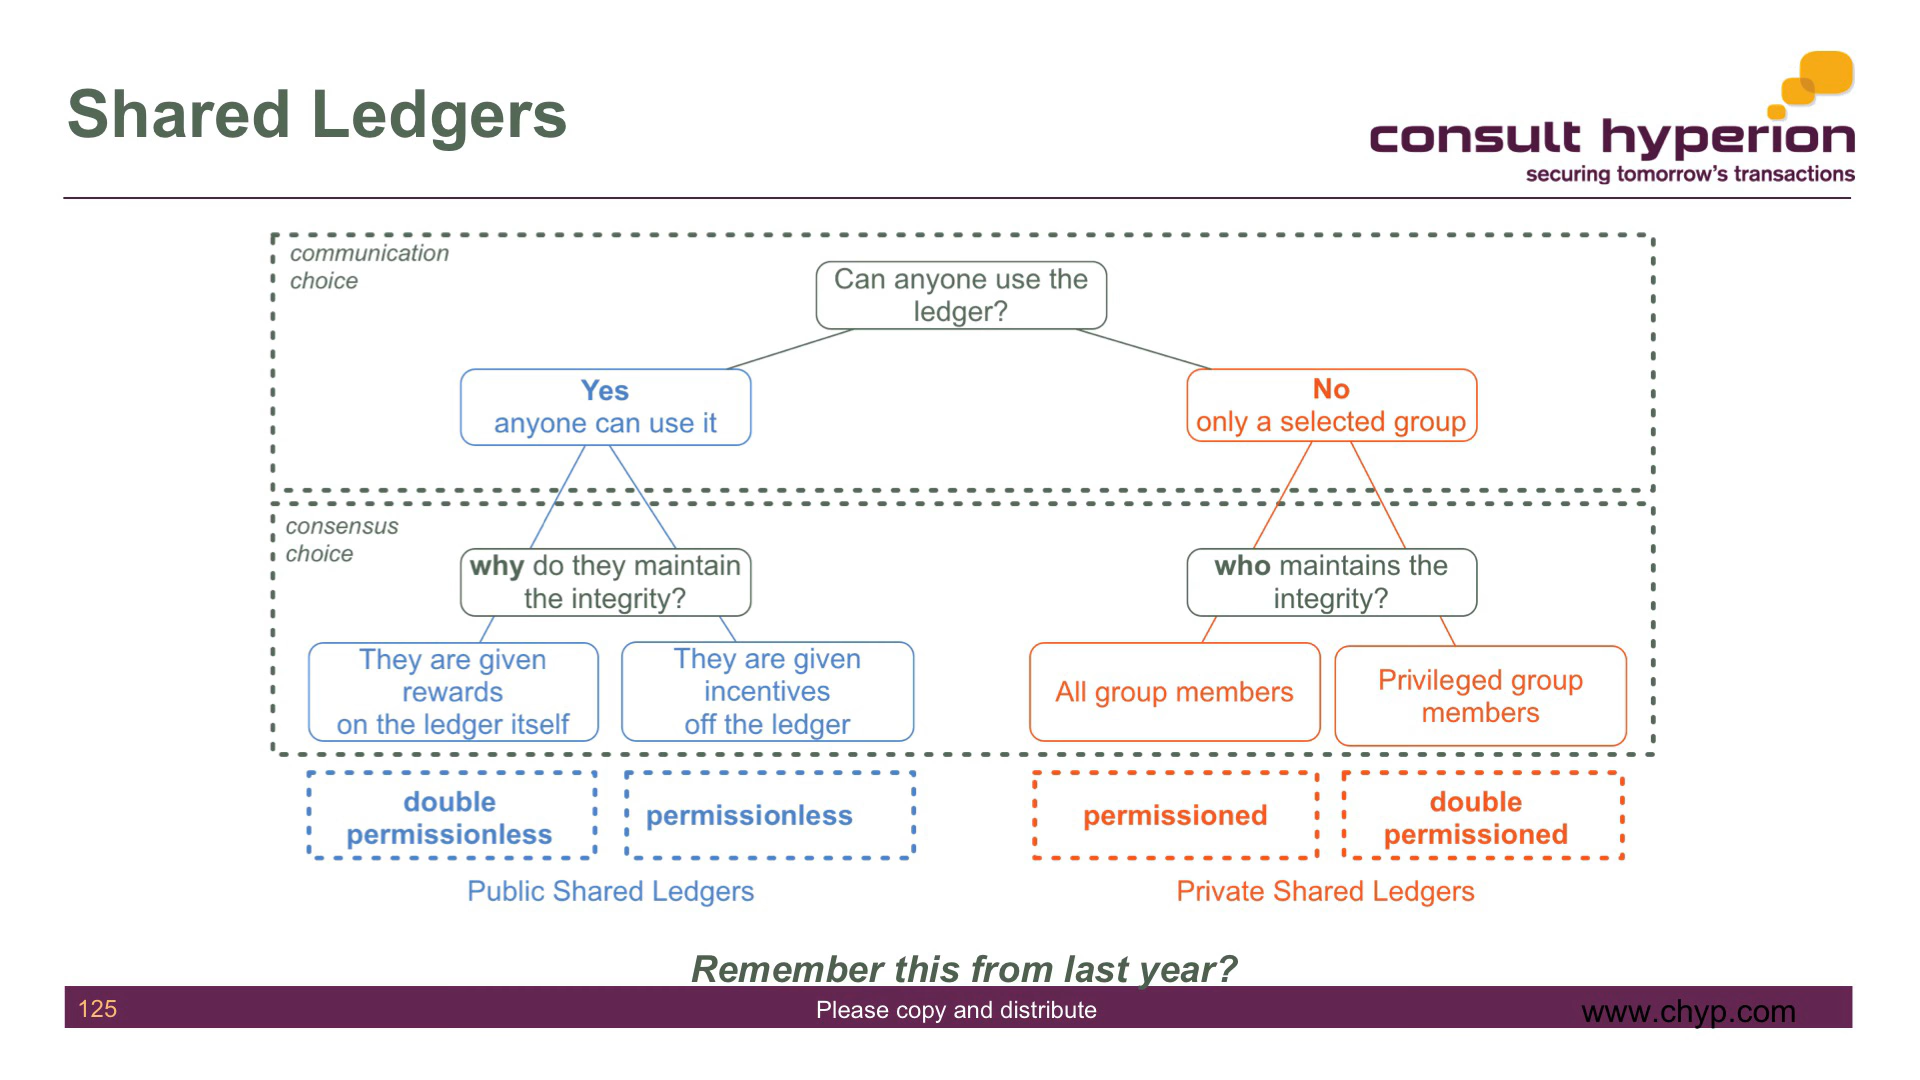 Shared Ledgers
consult hyperion
securing tomorrow's transactions
communication
choice
Can anyone use the
ledger?
Yes
anyone can use it
No
only a selected group
consensus
choice
why do they maintain
the integrity?
who maintains the
integrity?
They are given
rewards
on the ledger itself
They are given
incentives
off the ledger
All group members
Privileged group
members
double
permissionless
permissionless
permissioned
double
permissioned
Public Shared Ledgers
Private Shared Ledgers
Remember this from last year?
125
Please copy and distribute
www.chyp.com